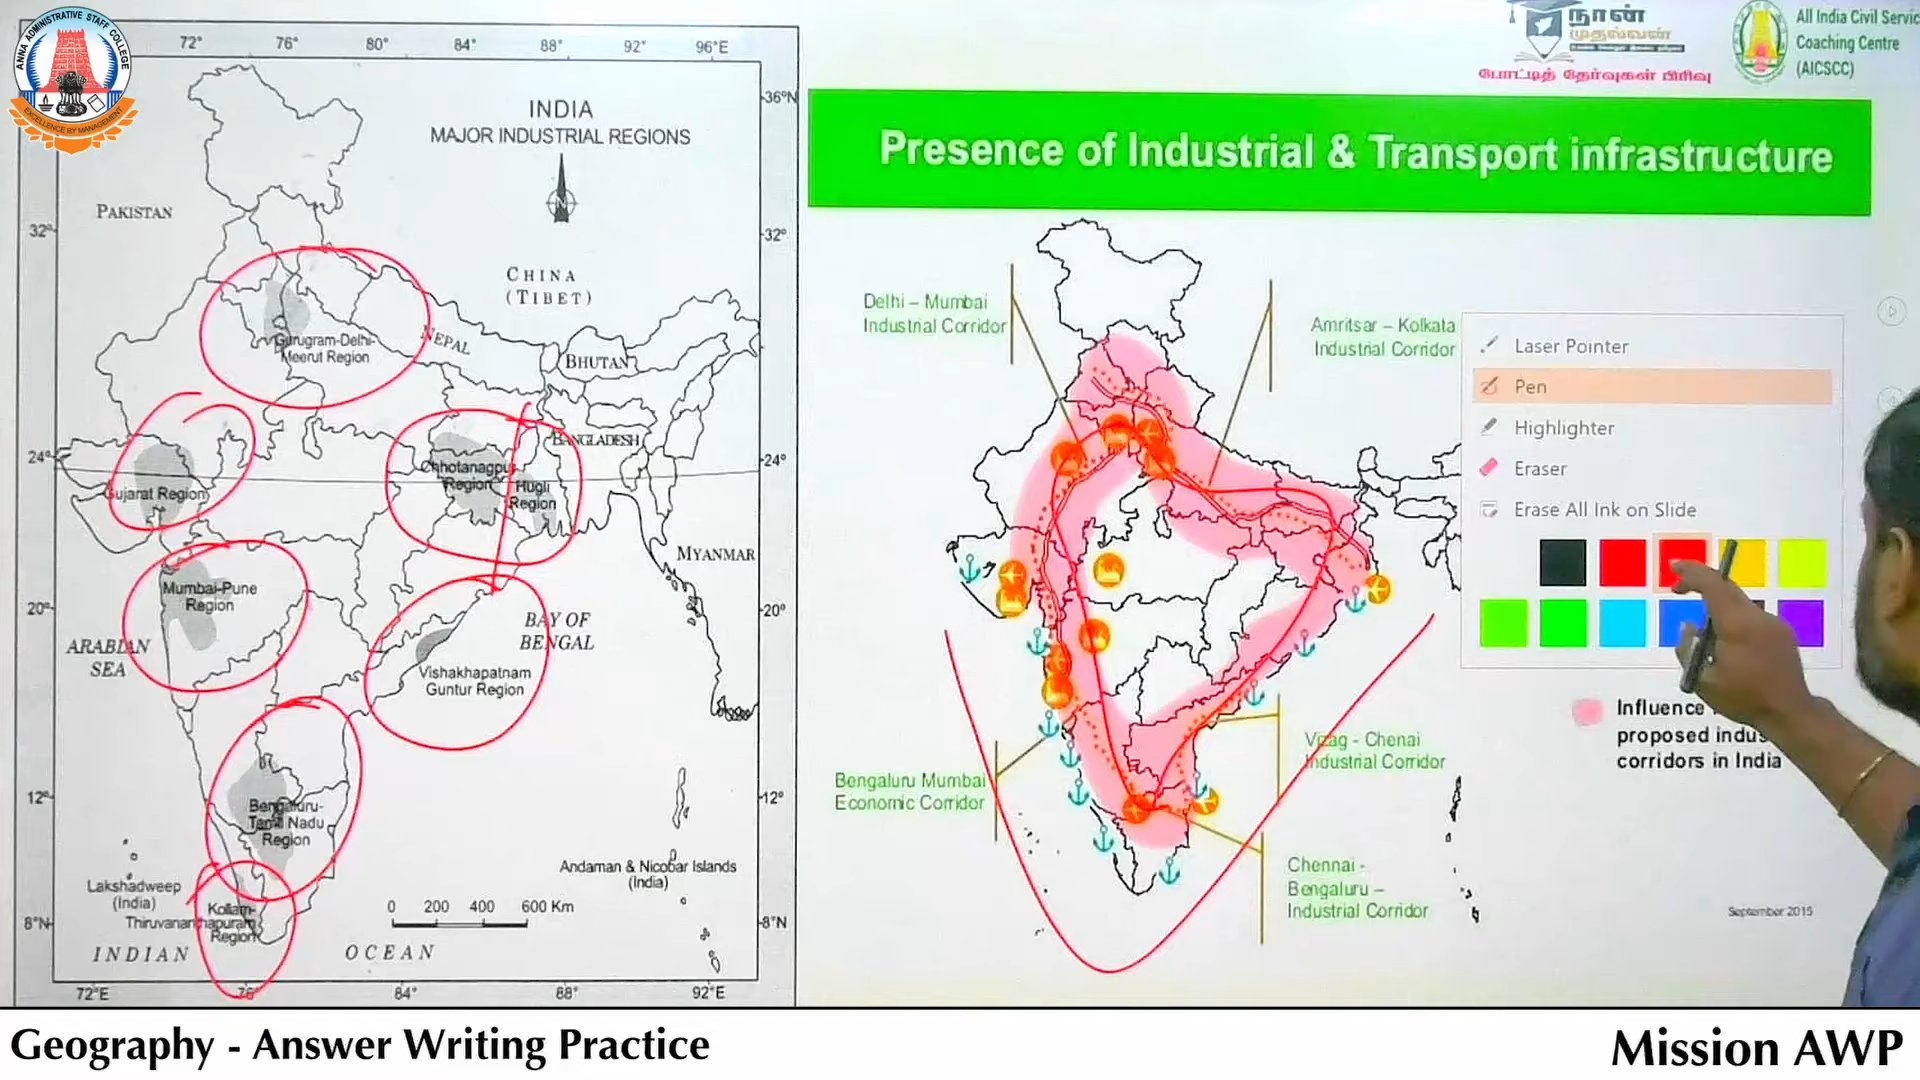 ANNA ADMINISTRATIVE STAFF COLLEGE
EXCELLENCE BY MANAGEMENT
72° 76° 80° 84° 88° 92° 96°E
36°N
INDIA
MAJOR INDUSTRIAL REGIONS
N
PAKISTAN
32° 32°
CHINA
(TIBET)
Gurugram-Delhi-
Meerut Region
NEPAL
BHUTAN
BANGLADESH
24° 24°
Chhotanagpur
Region
Hugli
Region
Gujarat Region
MYANMAR
Mumbai-Pune
Region
20° 20°
ARABIAN
SEA
BAY OF
BENGAL
Vishakhapatnam
Guntur Region
12° 12°
Bengaluru-
Tamil Nadu
Region
Andaman & Nicobar Islands
(India)
Lakshadweep
(India)
Kollam-
Thiruvananthapuram
Region
0 200 400 600 Km
8°N 8°N
INDIAN OCEAN
72°E 76° 84° 88° 92°E
நான்
முதல்வன்
போட்டித் தேர்வுகள் பிரிவு
All India Civil Servic
Coaching Centre
(AICSCC)
Presence of Industrial & Transport infrastructure
Delhi – Mumbai
Industrial Corridor
Amritsar – Kolkata
Industrial Corridor
Laser Pointer
Pen
Highlighter
Eraser
Erase All Ink on Slide
Influence
proposed indus
corridors in India
Vizag - Chenai
Industrial Corridor
Bengaluru Mumbai
Economic Corridor
Chennai -
Bengaluru –
Industrial Corridor
September 2015
Geography - Answer Writing Practice
Mission AWP